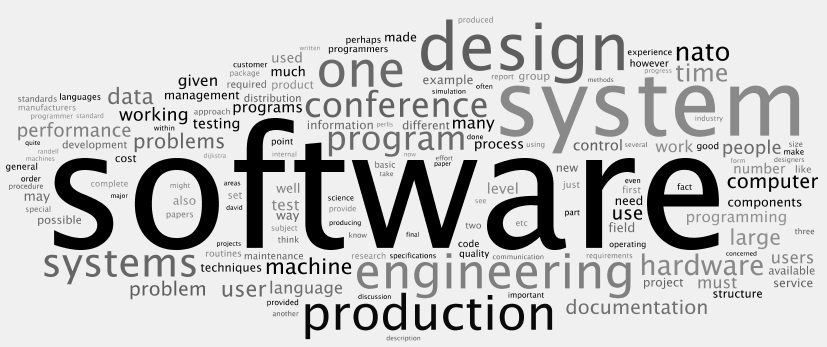 produced
perhaps made design experience nato
written
customer used programmers one however
package much example report group progress time
given required product simulation often methods
standards languages data management distribution conference system
manufacturers working approach programs industry
programmer standard testing information perlis different many
performance within point program done process using control several work good people size
quite development problems internal now effort make
randell dijkstra basic paper form designers
machines cost take new number like
general software
order might areas well level just even fact computer
procedure complete set science see first
may major also david test provide part need components
special papers way producing two etc use programming
possible subject know field
projects think final code operating large three
systems routines maintenance research specifications quality communication requirements concerned users
techniques machine engineering hardware available
problem user language project must service
provided discussion important structure
another production documentation
description